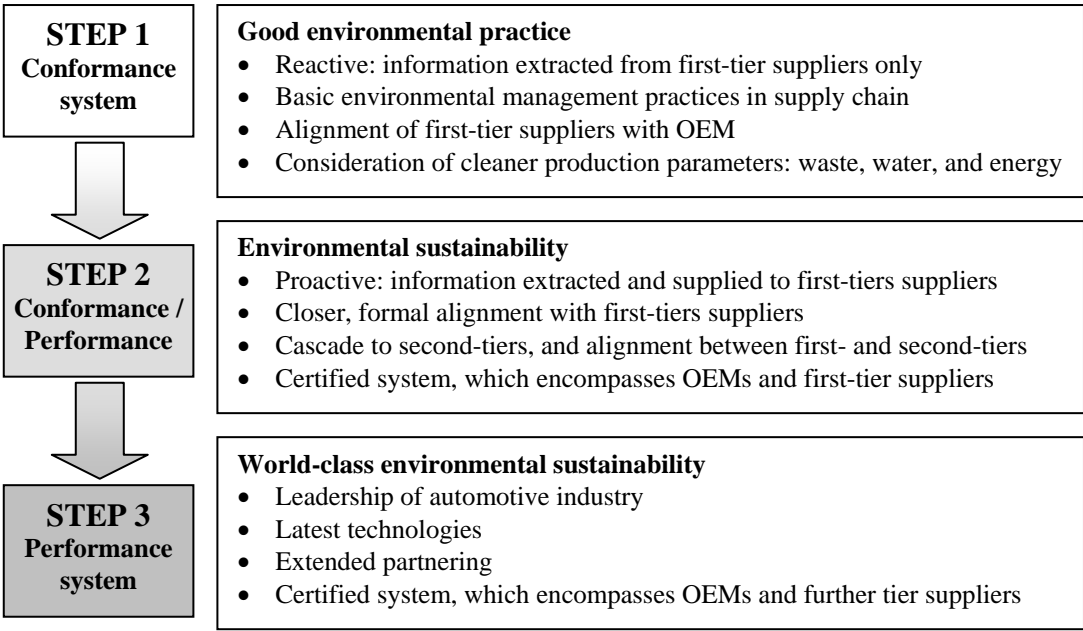 STEP 1
Conformance
system
Good environmental practice
• Reactive: information extracted from first-tier suppliers only
• Basic environmental management practices in supply chain
• Alignment of first-tier suppliers with OEM
• Consideration of cleaner production parameters: waste, water, and energy
STEP 2
Conformance /
Performance
Environmental sustainability
• Proactive: information extracted and supplied to first-tiers suppliers
• Closer, formal alignment with first-tiers suppliers
• Cascade to second-tiers, and alignment between first- and second-tiers
• Certified system, which encompasses OEMs and first-tier suppliers
STEP 3
Performance
system
World-class environmental sustainability
• Leadership of automotive industry
• Latest technologies
• Extended partnering
• Certified system, which encompasses OEMs and further tier suppliers